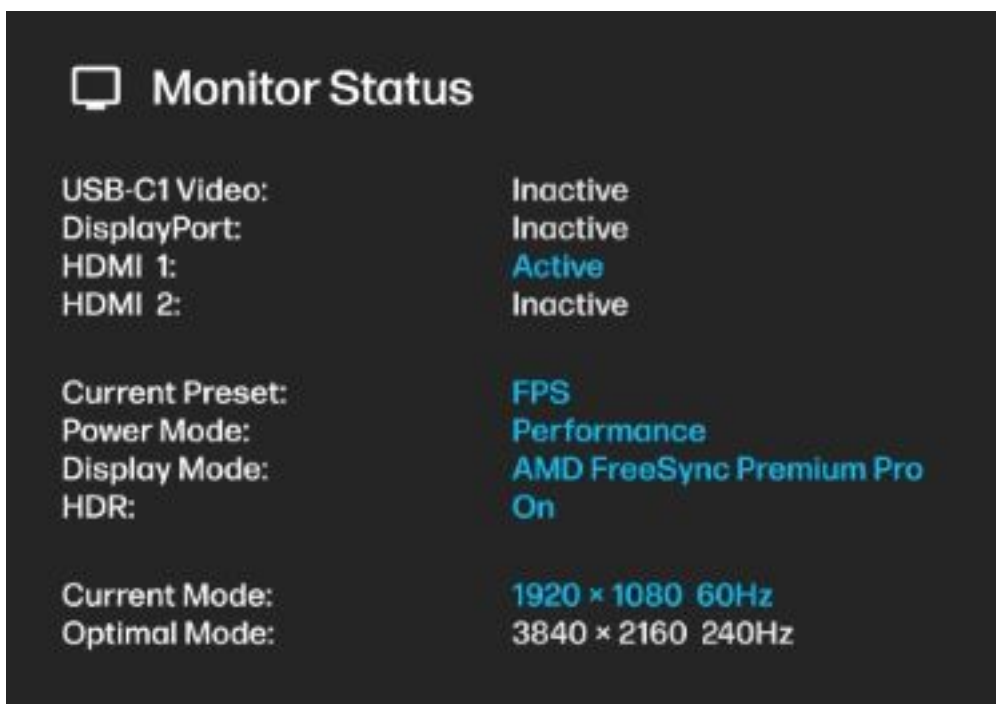 Monitor Status
USB-C1 Video: Inactive
DisplayPort: Inactive
HDMI 1: Active
HDMI 2: Inactive
Current Preset: FPS
Power Mode: Performance
Display Mode: AMD FreeSync Premium Pro
HDR: On
Current Mode: 1920 × 1080 60Hz
Optimal Mode: 3840 × 2160 240Hz